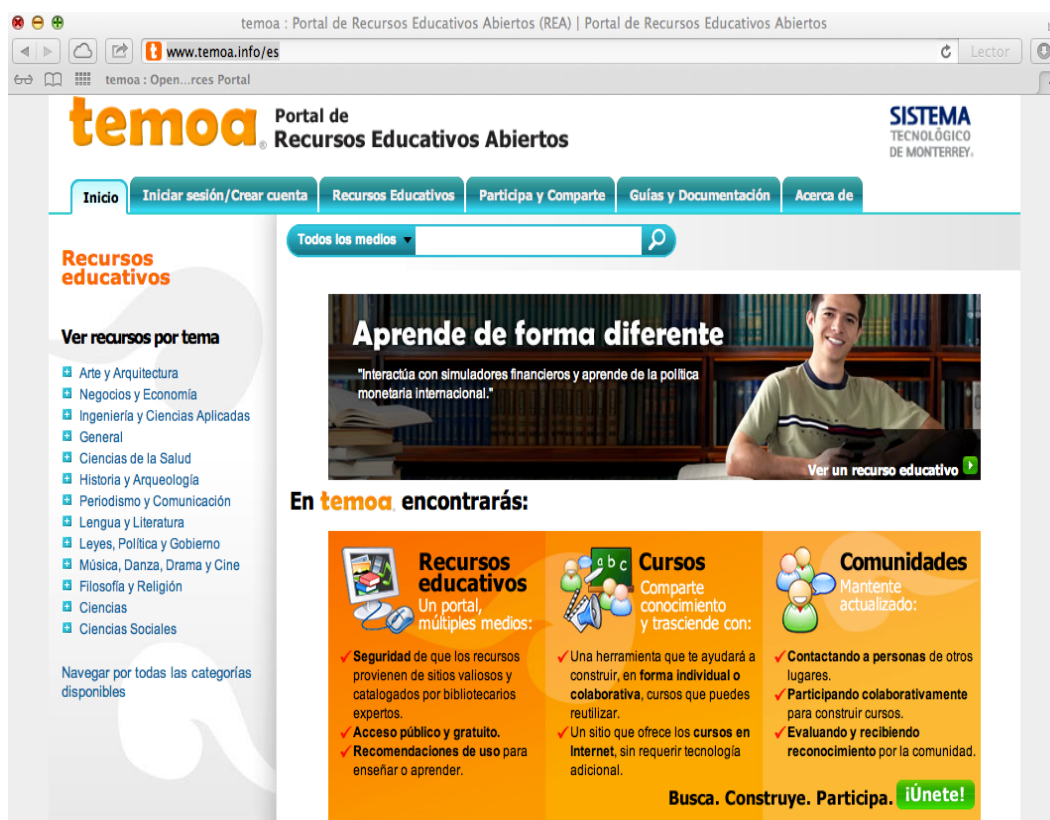 temoa : Portal de Recursos Educativos Abiertos (REA) | Portal de Recursos Educativos Abiertos
www.temoa.info/es
Lector
temoa : Open...rces Portal
temoa®
Portal de
Recursos Educativos Abiertos
SISTEMA
TECNOLÓGICO
DE MONTERREY®
Inicio
Iniciar sesión/Crear cuenta
Recursos Educativos
Participa y Comparte
Guías y Documentación
Acerca de
Todos los medios
Recursos
educativos
Ver recursos por tema
Arte y Arquitectura
Negocios y Economía
Ingeniería y Ciencias Aplicadas
General
Ciencias de la Salud
Historia y Arqueología
Periodismo y Comunicación
Lengua y Literatura
Leyes, Política y Gobierno
Música, Danza, Drama y Cine
Filosofía y Religión
Ciencias
Ciencias Sociales
Navegar por todas las categorías
disponibles
Aprende de forma diferente
"Interactúa con simuladores financieros y aprende de la política
monetaria internacional."
Ver un recurso educativo
En temoa encontrarás:
Recursos
educativos
Un portal,
múltiples medios:
Seguridad de que los recursos
provienen de sitios valiosos y
catalogados por bibliotecarios
expertos.
Acceso público y gratuito.
Recomendaciones de uso para
enseñar o aprender.
a b c
Cursos
Comparte
conocimiento
y trasciende con:
Una herramienta que te ayudará a
construir, en forma individual o
colaborativa, cursos que puedes
reutilizar.
Un sitio que ofrece los cursos en
Internet, sin requerir tecnología
adicional.
Comunidades
Mantente
actualizado:
Contactando a personas de otros
lugares.
Participando colaborativamente
para construir cursos.
Evaluando y recibiendo
reconocimiento por la comunidad.
Busca. Construye. Participa.
¡Únete!